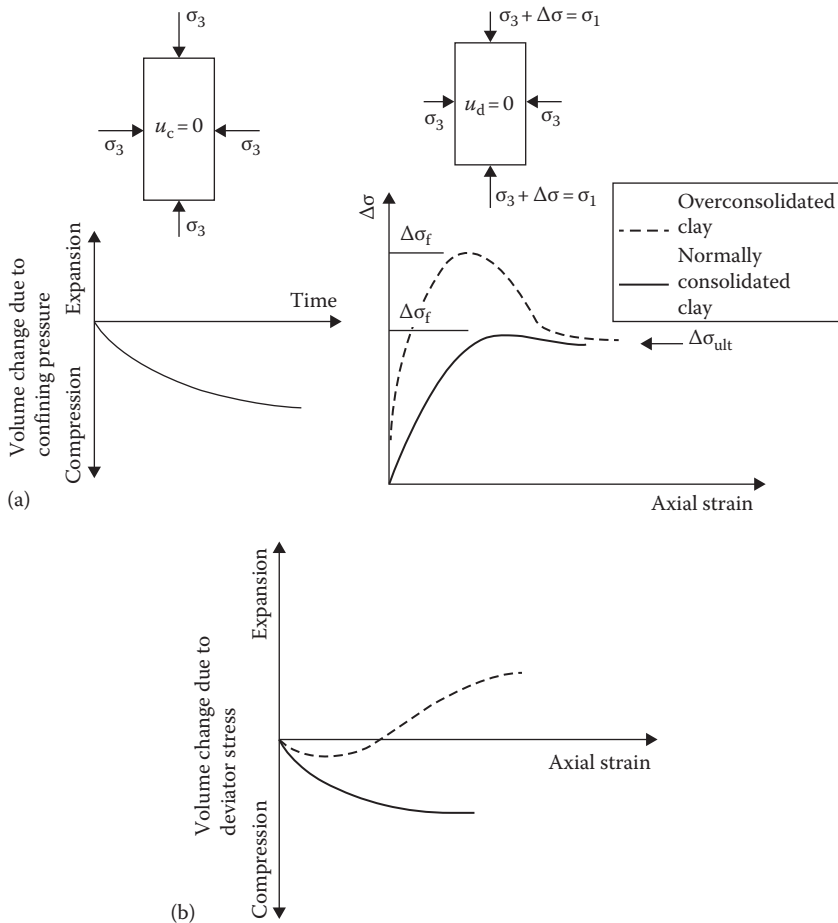 σ3
σ3
uc = 0
σ3
σ3
σ3 + Δσ = σ1
σ3
ud = 0
σ3
σ3 + Δσ = σ1
Volume change due to
confining pressure
Compression
Expansion
Time
(a)
Δσ
Δσf
Δσf
Δσult
Axial strain
Overconsolidated
clay
Normally
consolidated
clay
Volume change due to
deviator stress
Compression
Expansion
Axial strain
(b)